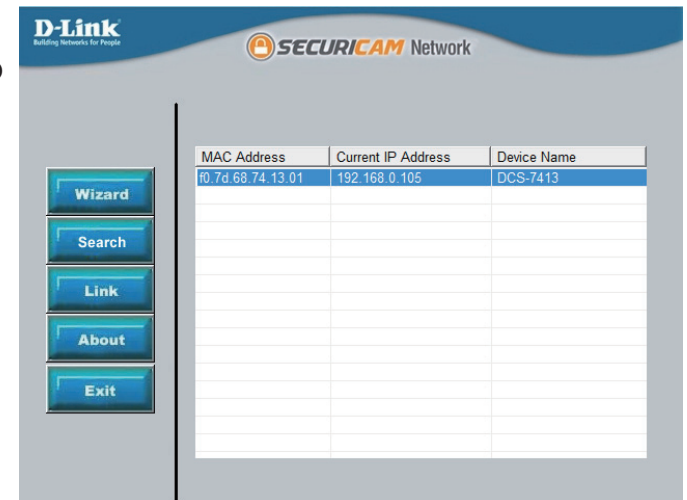 D-Link
Building Networks for People
SECURICAM Network
MAC Address Current IP Address Device Name
f0.7d.68.74.13.01 192.168.0.105 DCS-7413
Wizard
Search
Link
About
Exit